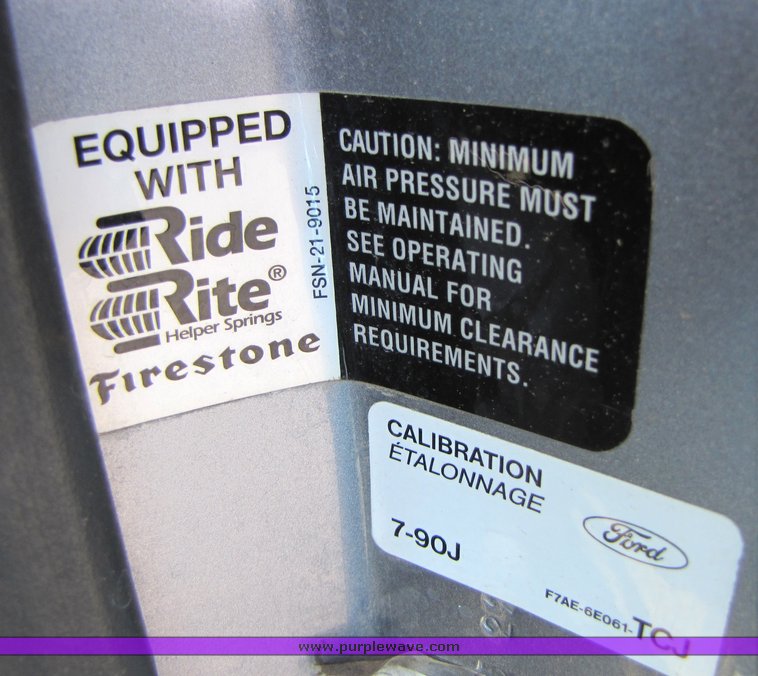 EQUIPPED
WITH
Ride
Rite®
Helper Springs
Firestone
FSN-21-9015
CAUTION: MINIMUM
AIR PRESSURE MUST
BE MAINTAINED.
SEE OPERATING
MANUAL FOR
MINIMUM CLEARANCE
REQUIREMENTS.
CALIBRATION
ÉTALONNAGE
7-90J
Ford
F7AE-6E061-TCJ
www.purplewave.com